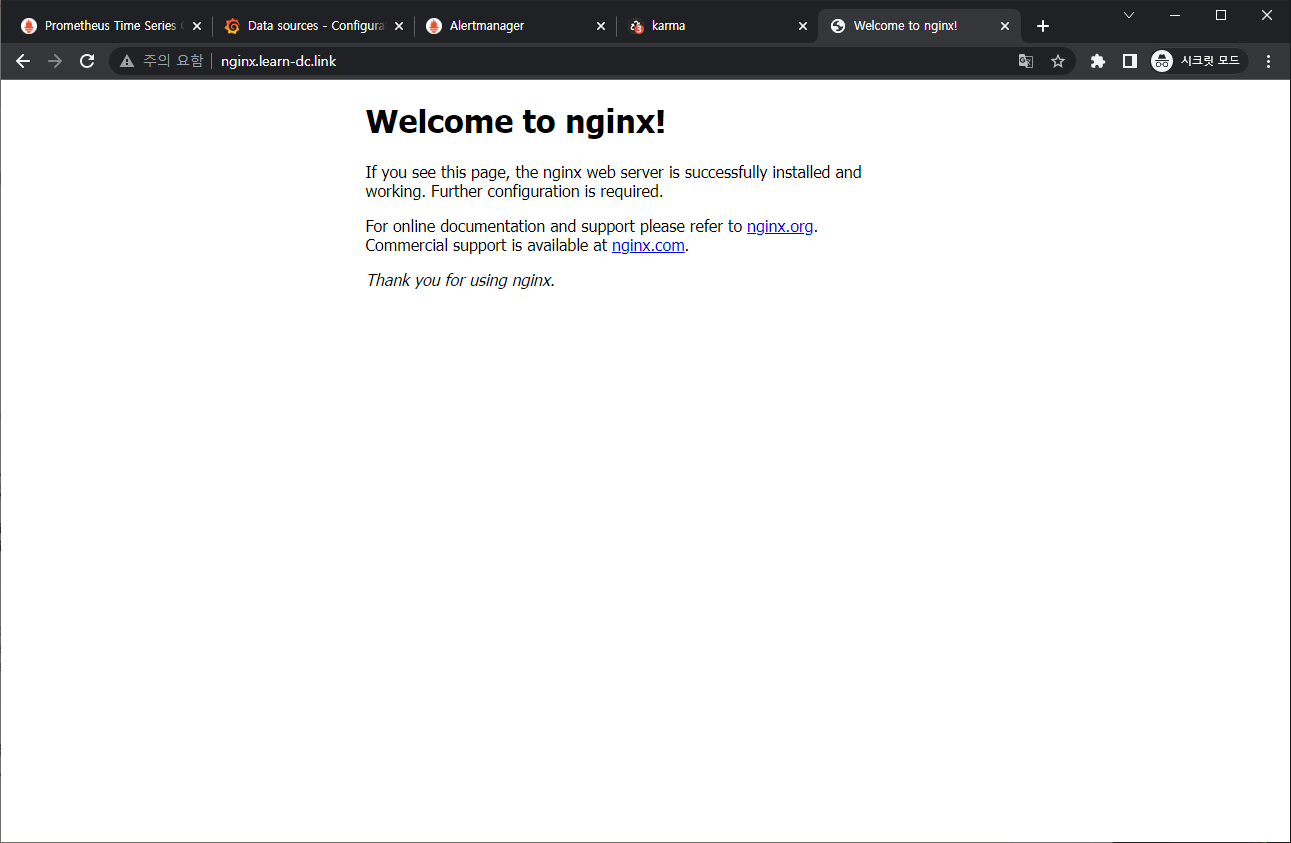 Prometheus Time Series
Data sources - Configura
Alertmanager
karma
Welcome to nginx!
주의 요함
nginx.learn-dc.link
시크릿 모드
Welcome to nginx!
If you see this page, the nginx web server is successfully installed and
working. Further configuration is required.
For online documentation and support please refer to nginx.org.
Commercial support is available at nginx.com.
Thank you for using nginx.